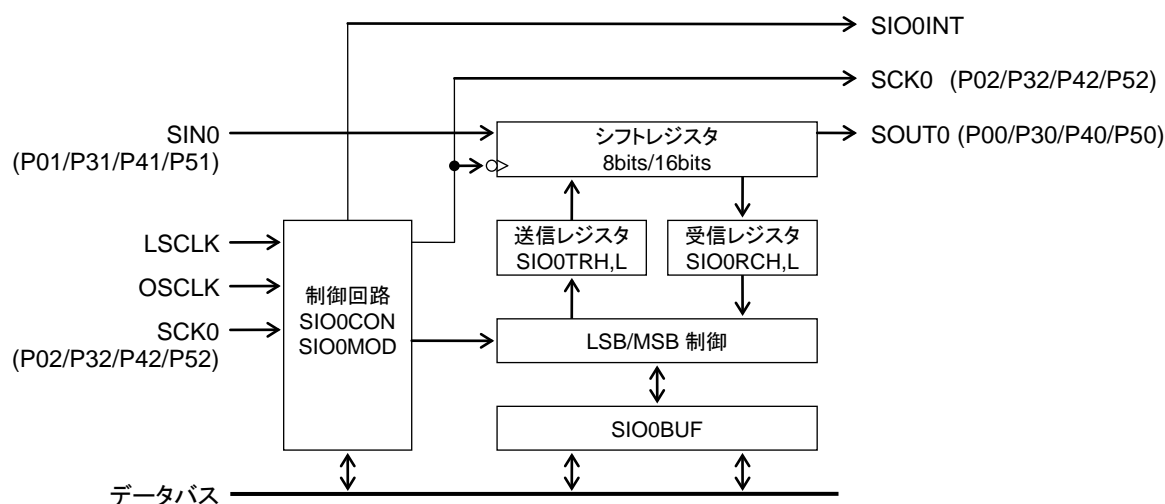 SIO0INT
SCK0 (P02/P32/P42/P52)
SIN0
(P01/P31/P41/P51)
シフトレジスタ
8bits/16bits
SOUT0 (P00/P30/P40/P50)
LSCLK
OSCLK
SCK0
(P02/P32/P42/P52)
制御回路
SIO0CON
SIO0MOD
送信レジスタ
SIO0TRH,L
受信レジスタ
SIO0RCH,L
LSB/MSB 制御
SIO0BUF
データバス